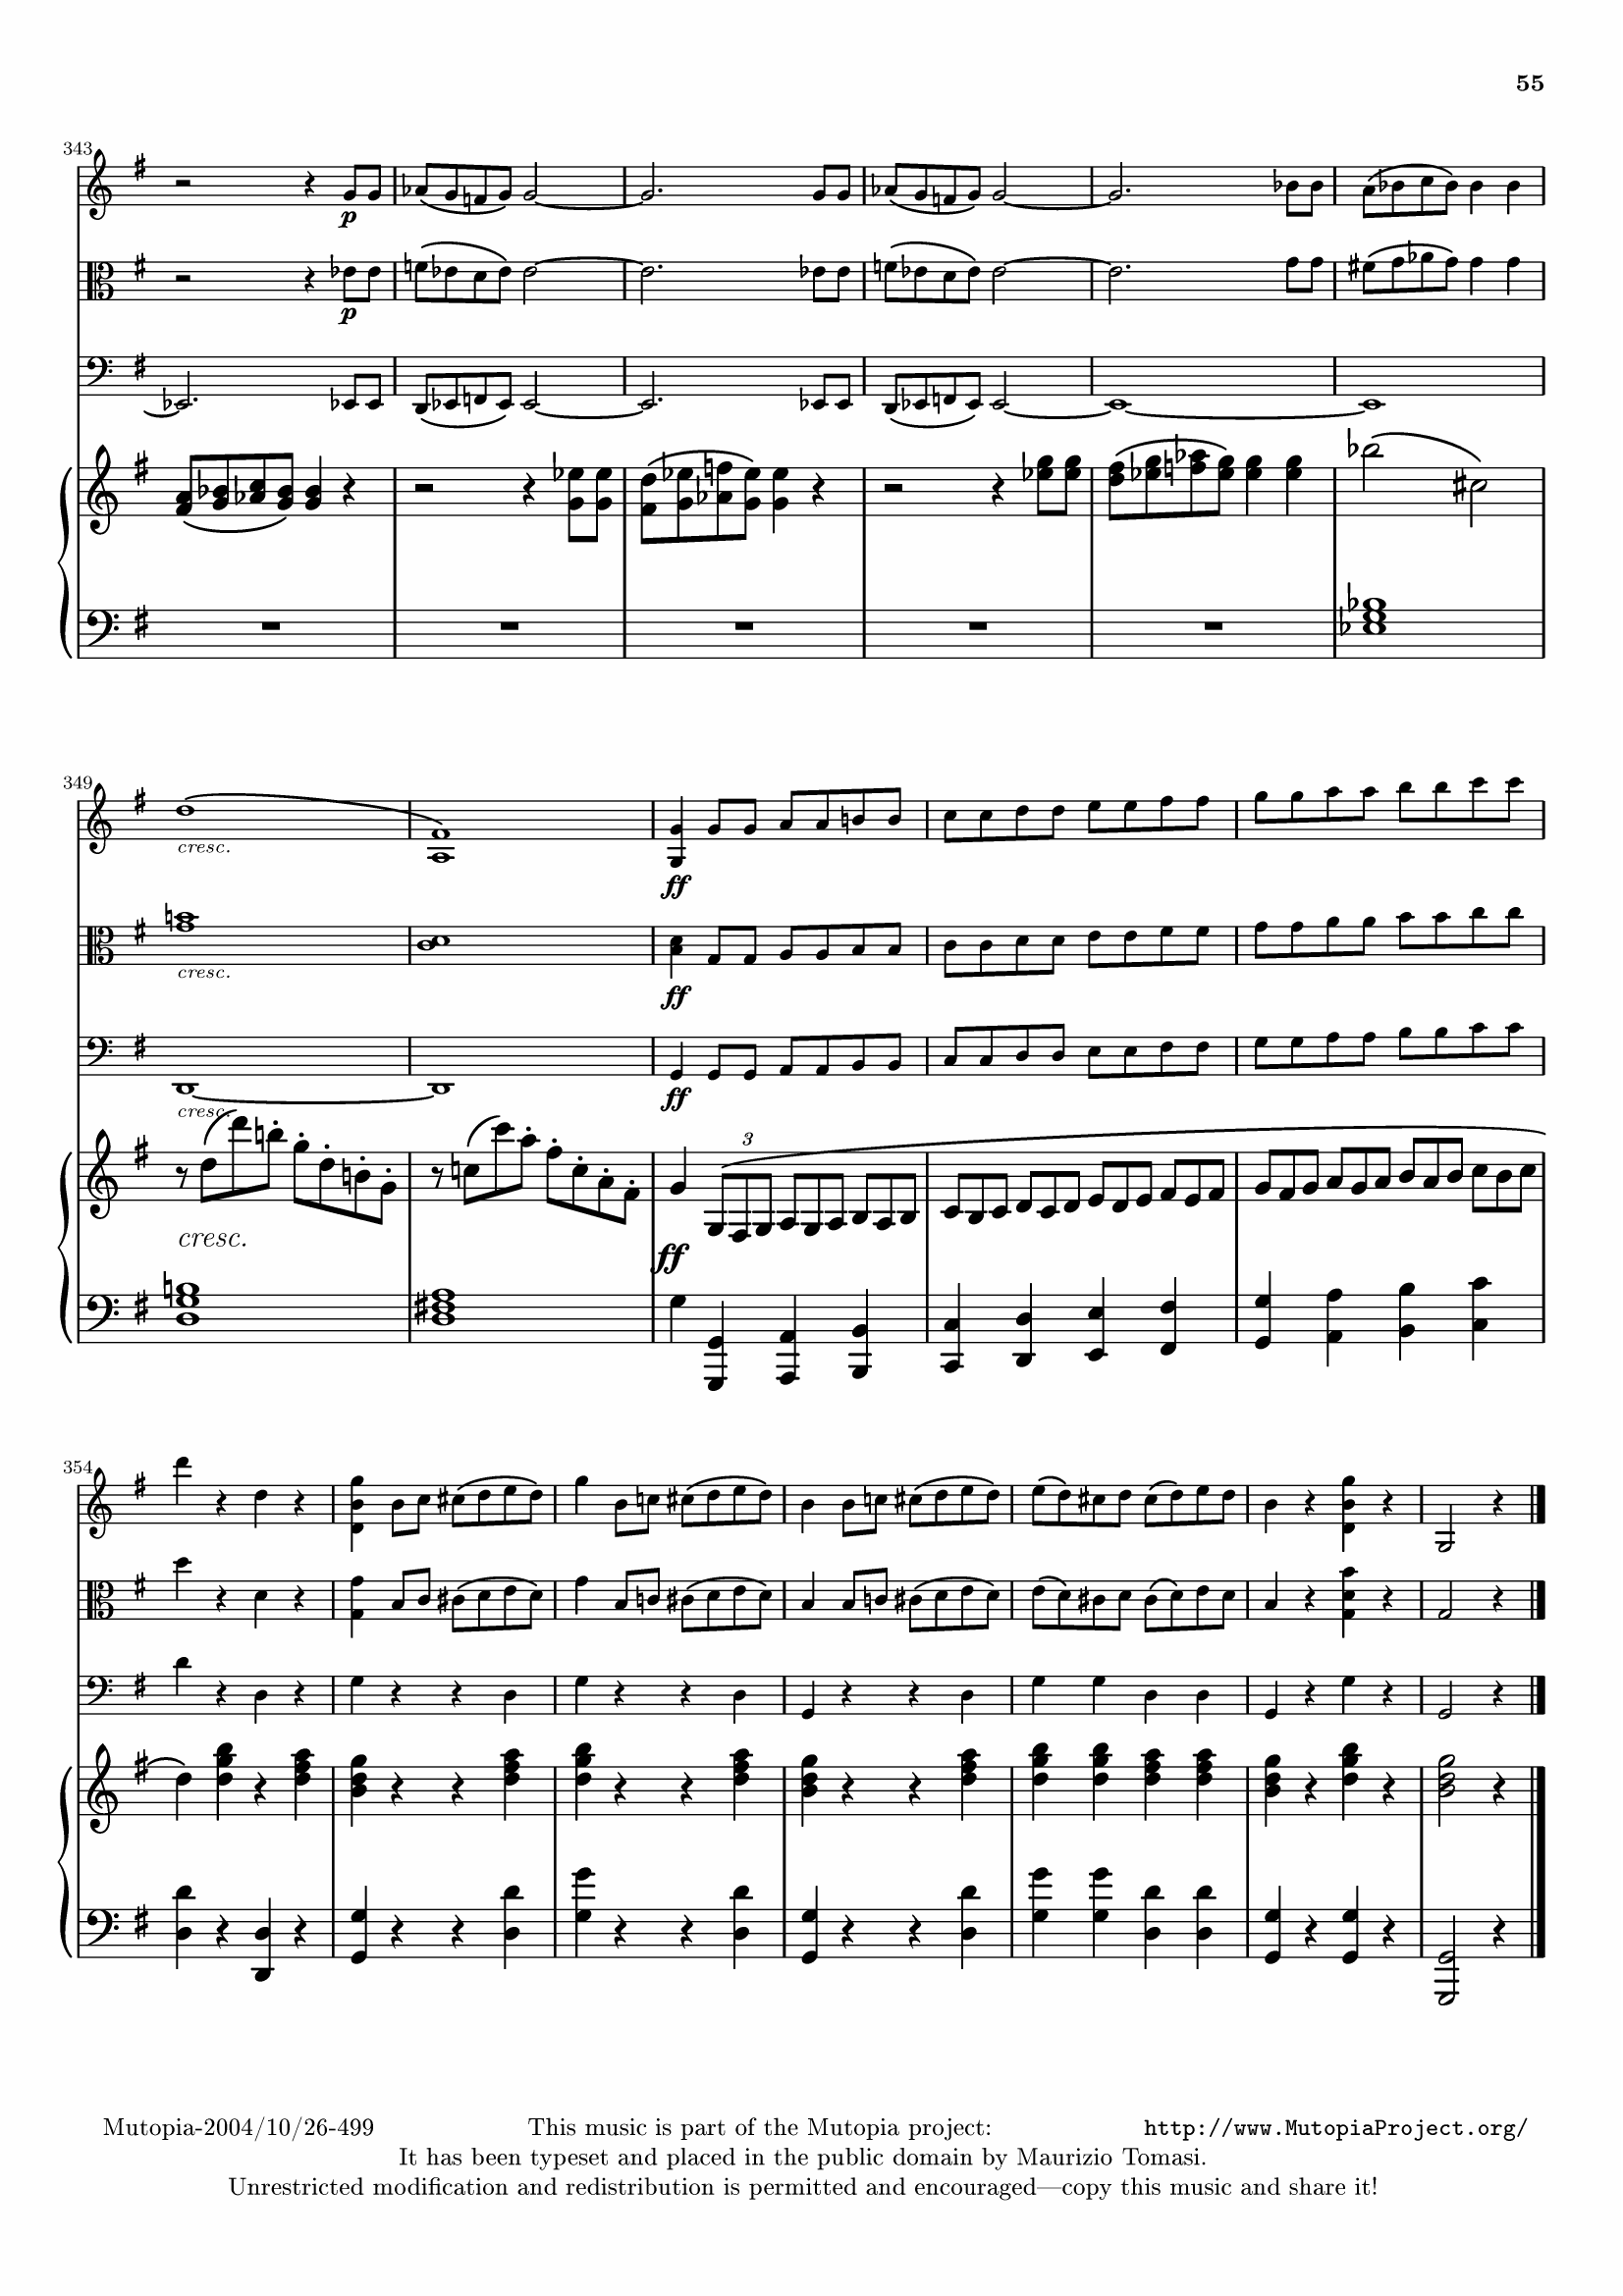 55
343
p
p
349
cresc.
ff
cresc.
ff
cresc.
ff
3
cresc.
ff
354
Mutopia-2004/10/26-499 This music is part of the Mutopia project: http://www.MutopiaProject.org/
It has been typeset and placed in the public domain by Maurizio Tomasi.
Unrestricted modification and redistribution is permitted and encouraged—copy this music and share it!